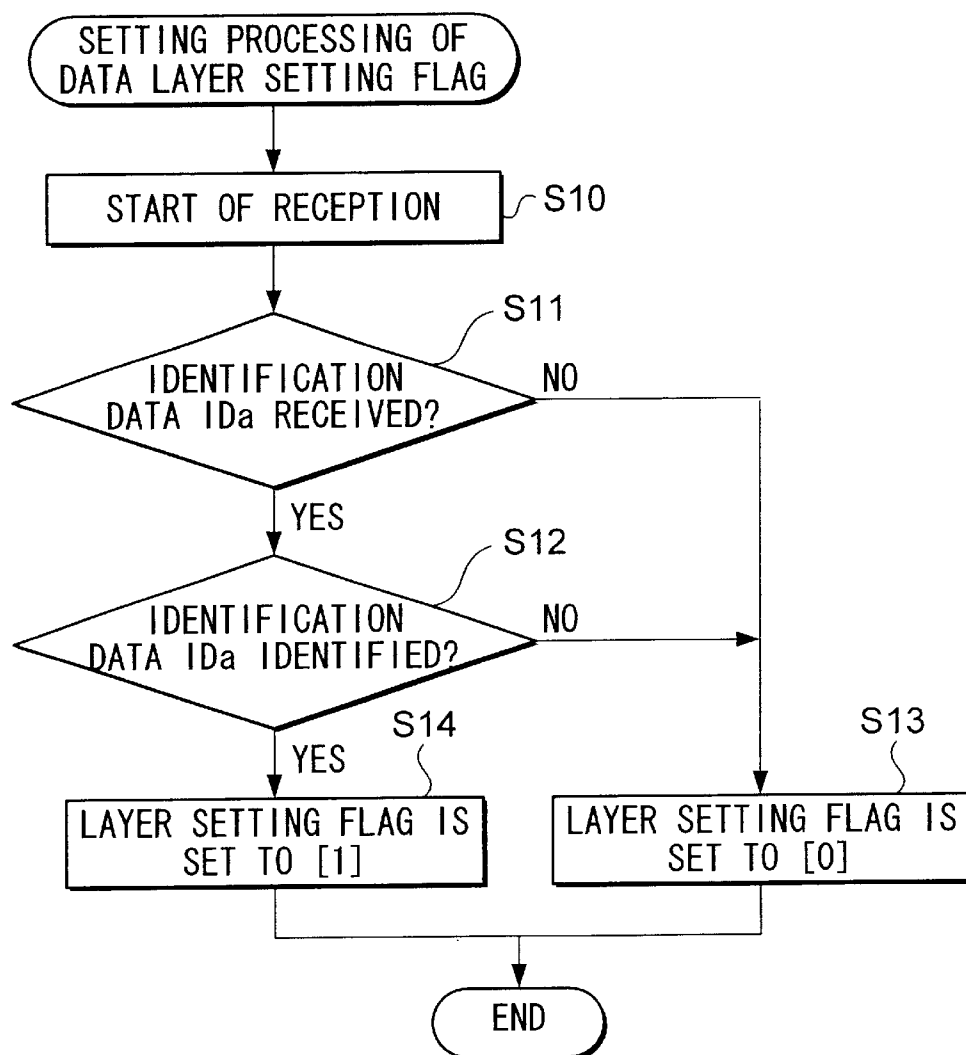 SETTING PROCESSING OF
DATA LAYER SETTING FLAG
START OF RECEPTION
S10
S11
IDENTIFICATION
DATA IDa RECEIVED?
NO
YES
S12
IDENTIFICATION
DATA IDa IDENTIFIED?
NO
YES
S14
LAYER SETTING FLAG IS
SET TO [1]
S13
LAYER SETTING FLAG IS
SET TO [0]
END